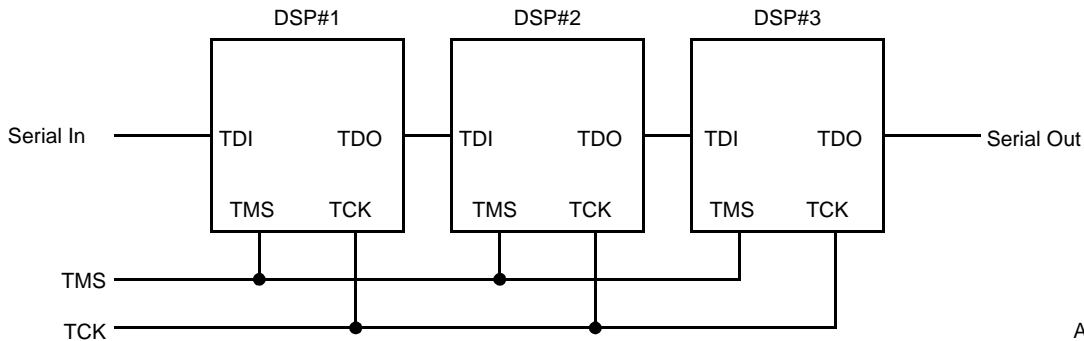 DSP#1 DSP#2 DSP#3
Serial In TDI TDO TDI TDO TDI TDO Serial Out
TMS TCK TMS TCK TMS TCK
TMS
TCK
A